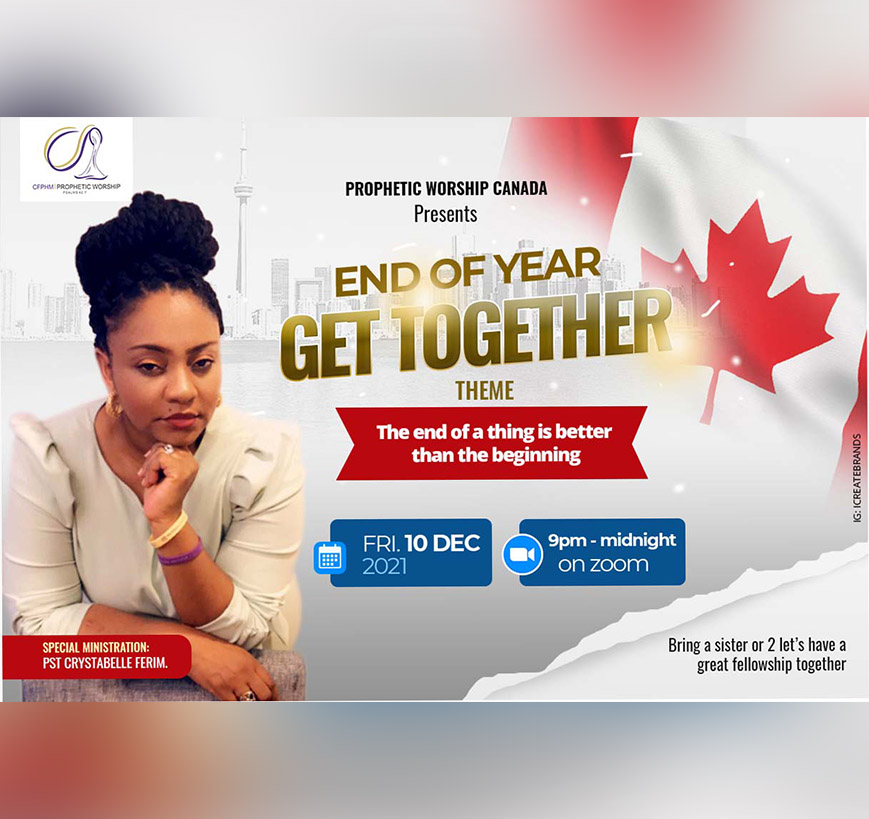 CFPHM|PROPHETIC WORSHIP
PROPHETIC WORSHIP CANADA
Presents
END OF YEAR
GET TOGETHER
THEME
The end of a thing is better
than the beginning
FRI. 10 DEC
2021
9pm - midnight
on zoom
SPECIAL MINISTRATION:
PST CRYSTABELLE FERIM.
Bring a sister or 2 let's have a
great fellowship together
IG: ICREATEBRANDS